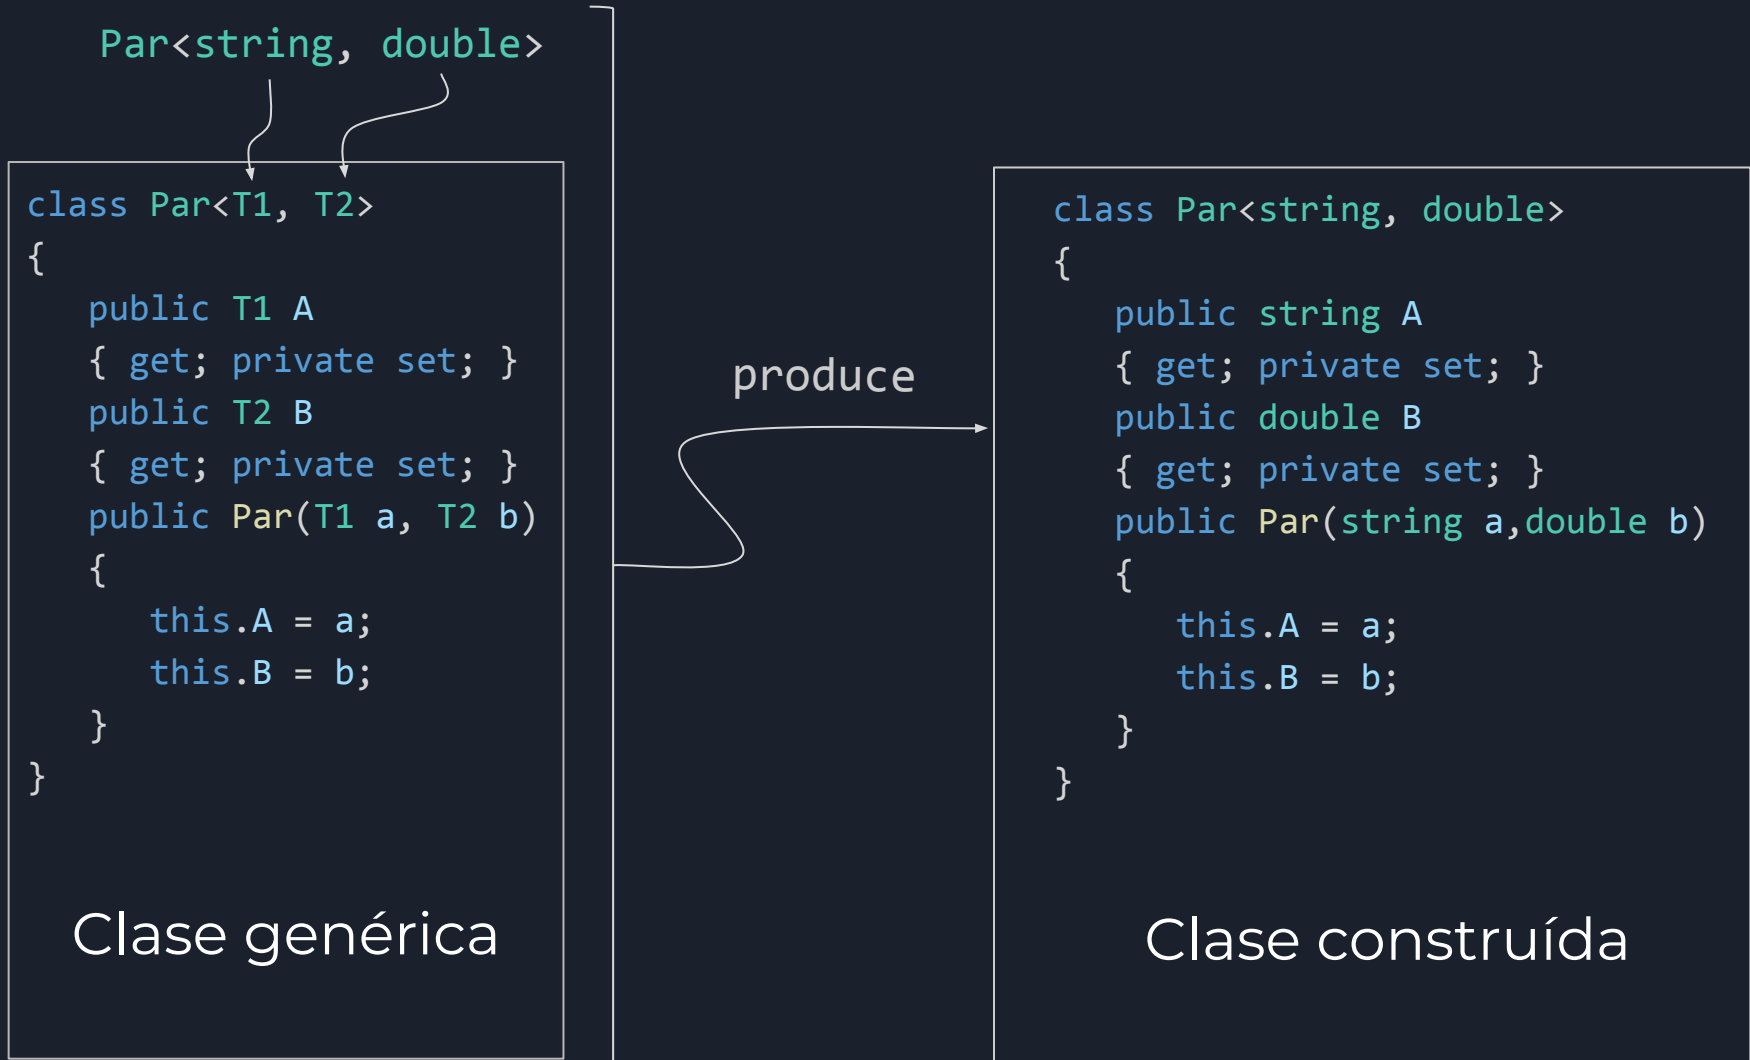 Par<string, double>
class Par<T1, T2>
{
public T1 A
{ get; private set; }
public T2 B
{ get; private set; }
public Par(T1 a, T2 b)
{
this.A = a;
this.B = b;
}
}
Clase genérica
produce
class Par<string, double>
{
public string A
{ get; private set; }
public double B
{ get; private set; }
public Par(string a,double b)
{
this.A = a;
this.B = b;
}
}
Clase construída